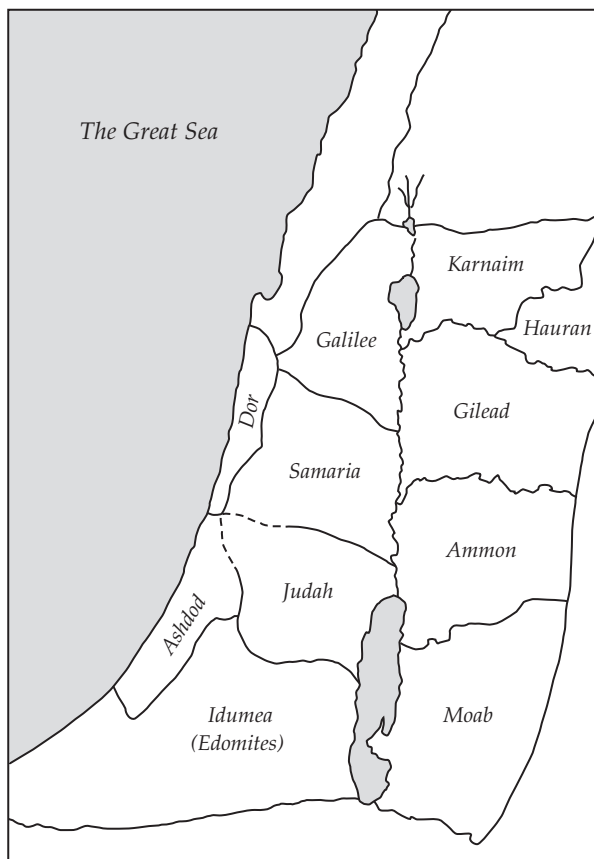 The Great Sea
Karnaim
Hauran
Galilee
Dor
Gilead
Samaria
Ammon
Judah
Ashdod
Idumea
(Edomites)
Moab